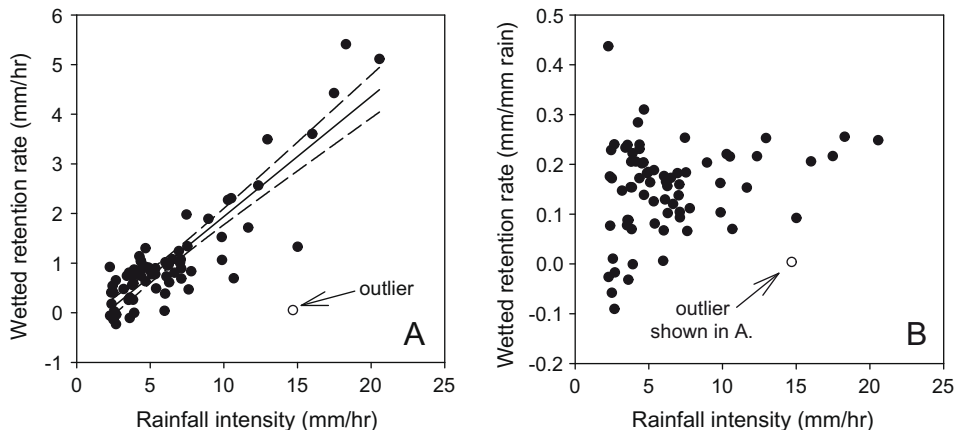 6
5
4
3
2
1
0
-1
Wetted retention rate (mm/hr)
outlier
A
0 5 10 15 20 25
Rainfall intensity (mm/hr)
0.5
0.4
0.3
0.2
0.1
0.0
-0.1
-0.2
Wetted retention rate (mm/mm rain)
outlier
shown in A.
B
0 5 10 15 20 25
Rainfall intensity (mm/hr)